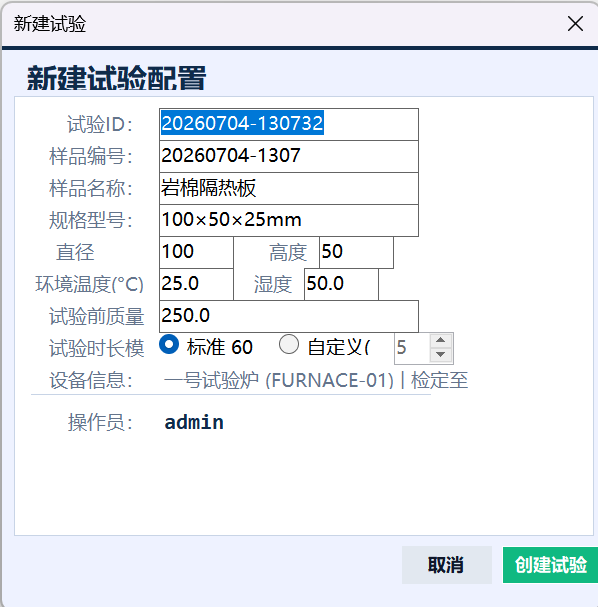 新建试验
新建试验配置
试验ID： 20260704-130732
样品编号： 20260704-1307
样品名称： 岩棉隔热板
规格型号： 100×50×25mm
直径 100 高度 50
环境温度(°C) 25.0 湿度 50.0
试验前质量 250.0
试验时长模 标准 60 自定义( 5
设备信息： 一号试验炉 (FURNACE-01) | 检定至
操作员： admin
取消 创建试验